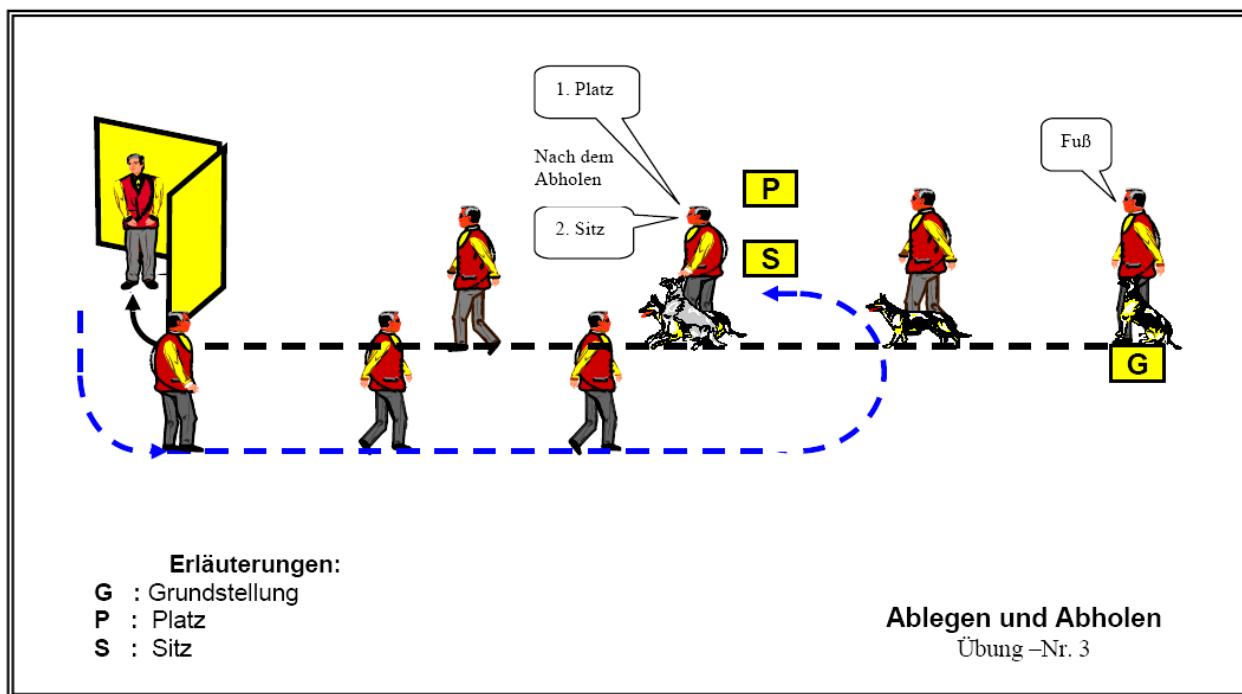 1. Platz
Nach dem
Abholen
2. Sitz
P
S
Fuß
G
Erläuterungen:
G : Grundstellung
P : Platz
S : Sitz
Ablegen und Abholen
Übung –Nr. 3